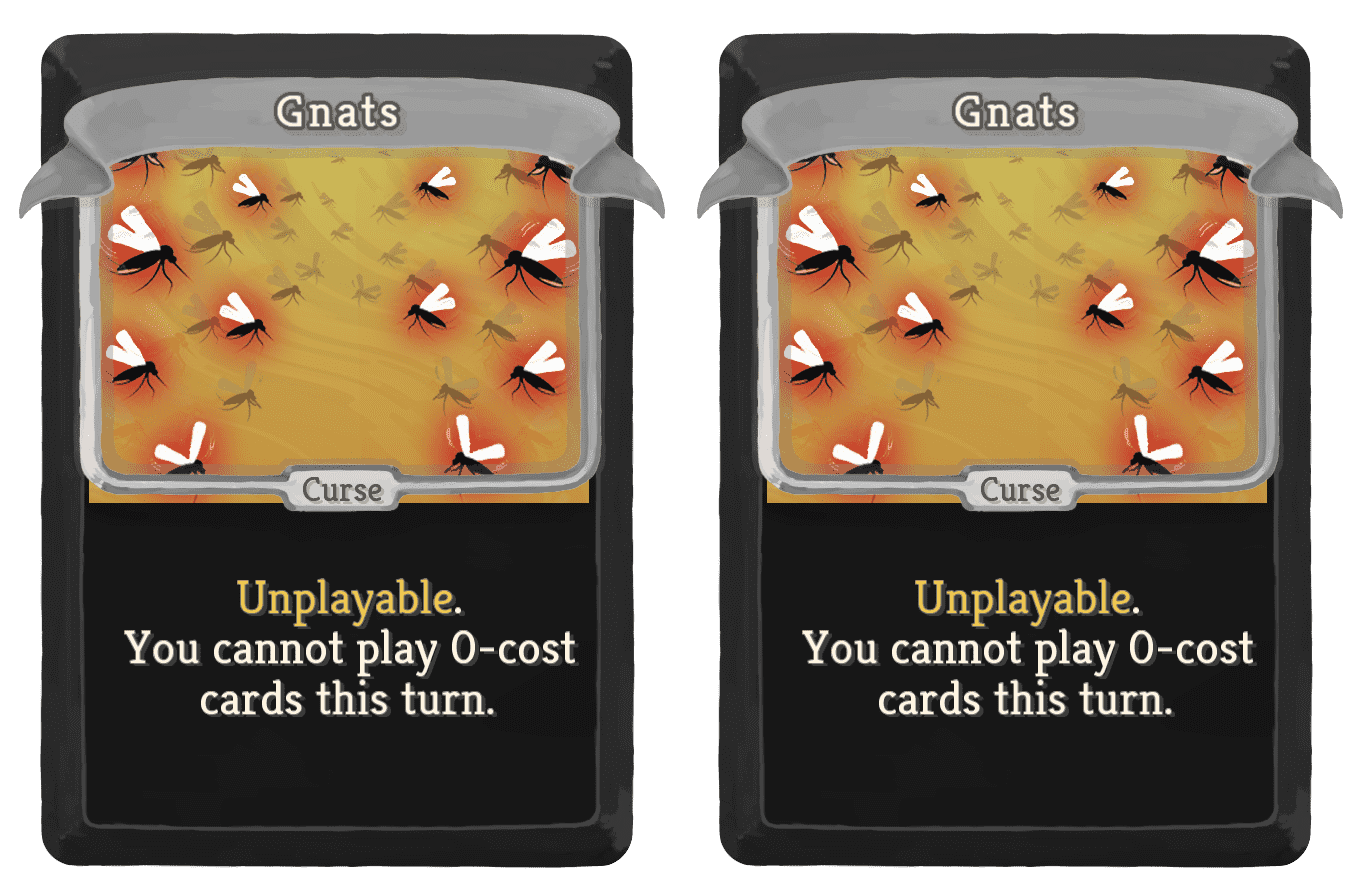 Gnats
Curse
Unplayable.
You cannot play 0-cost
cards this turn.
Gnats
Curse
Unplayable.
You cannot play 0-cost
cards this turn.